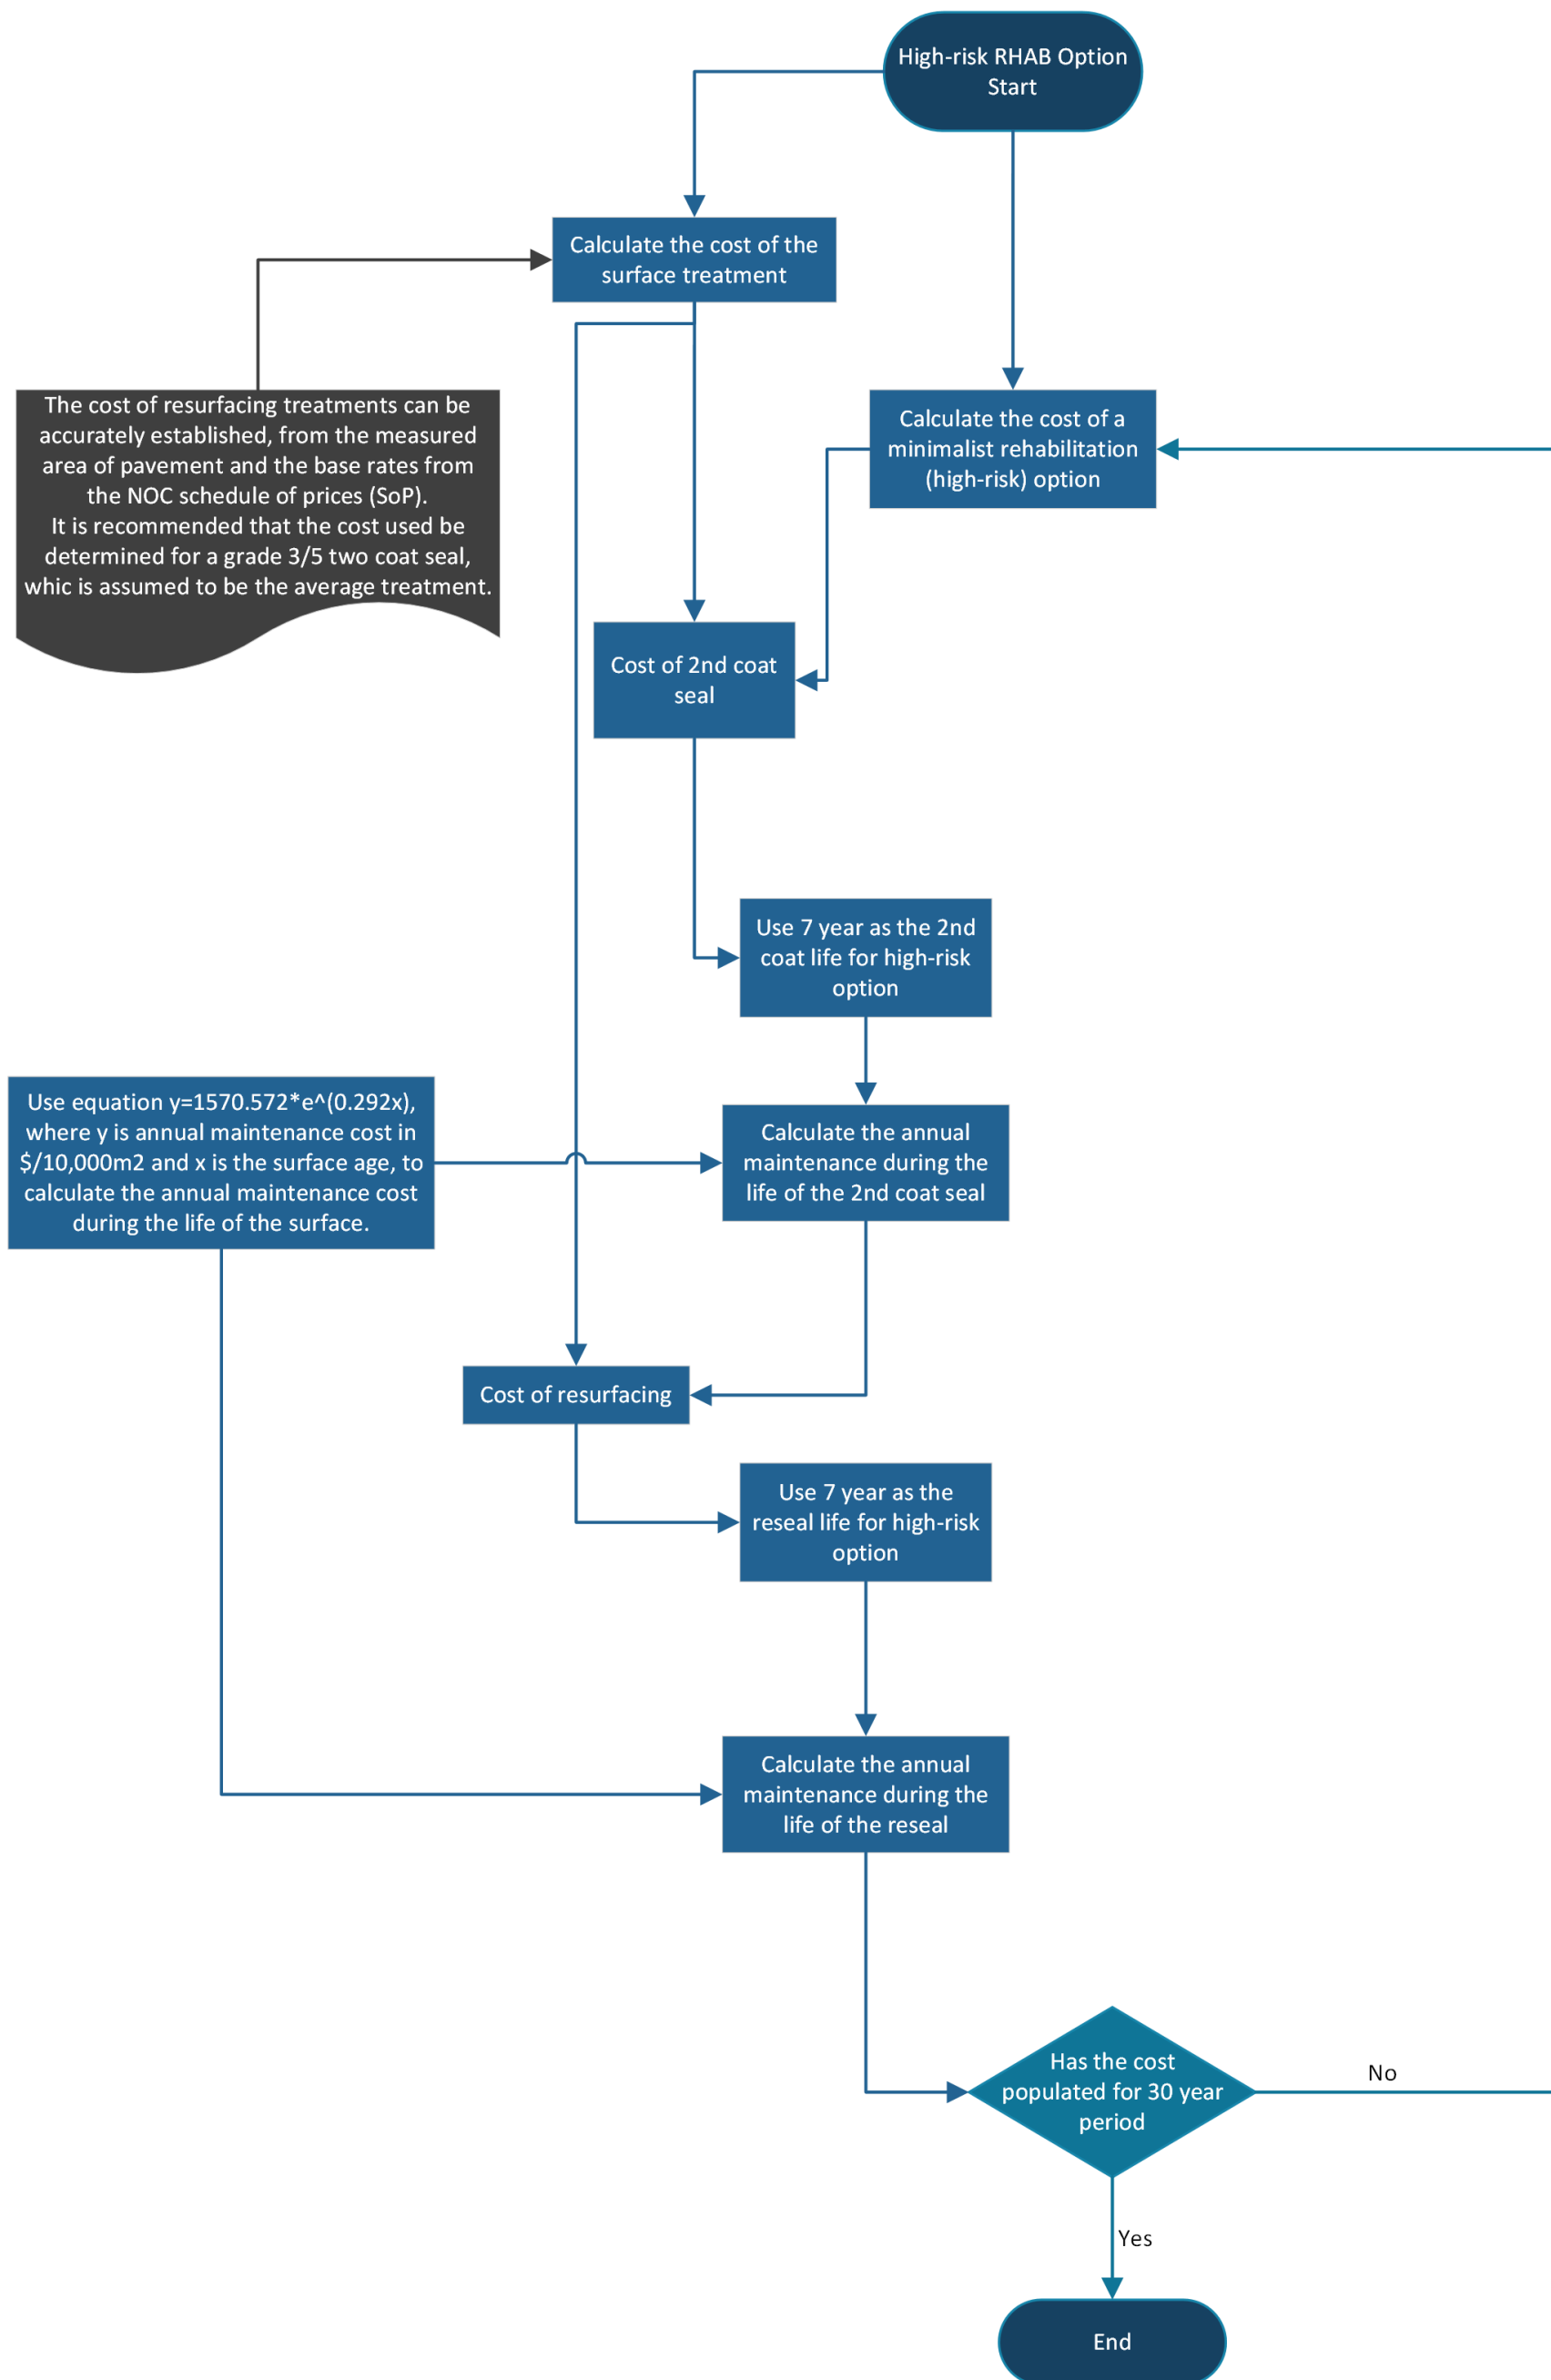 High-risk RHAB Option
Start
Calculate the cost of the
surface treatment
The cost of resurfacing treatments can be
accurately established, from the measured
area of pavement and the base rates from
the NOC schedule of prices (SoP).
It is recommended that the cost used be
determined for a grade 3/5 two coat seal,
whic is assumed to be the average treatment.
Calculate the cost of a
minimalist rehabilitation
(high-risk) option
Cost of 2nd coat
seal
Use 7 year as the 2nd
coat life for high-risk
option
Use equation y=1570.572*e^(0.292x),
where y is annual maintenance cost in
$/10,000m2 and x is the surface age, to
calculate the annual maintenance cost
during the life of the surface.
Calculate the annual
maintenance during the
life of the 2nd coat seal
Cost of resurfacing
Use 7 year as the
reseal life for high-risk
option
Calculate the annual
maintenance during the
life of the reseal
Has the cost
populated for 30 year
period
No
Yes
End